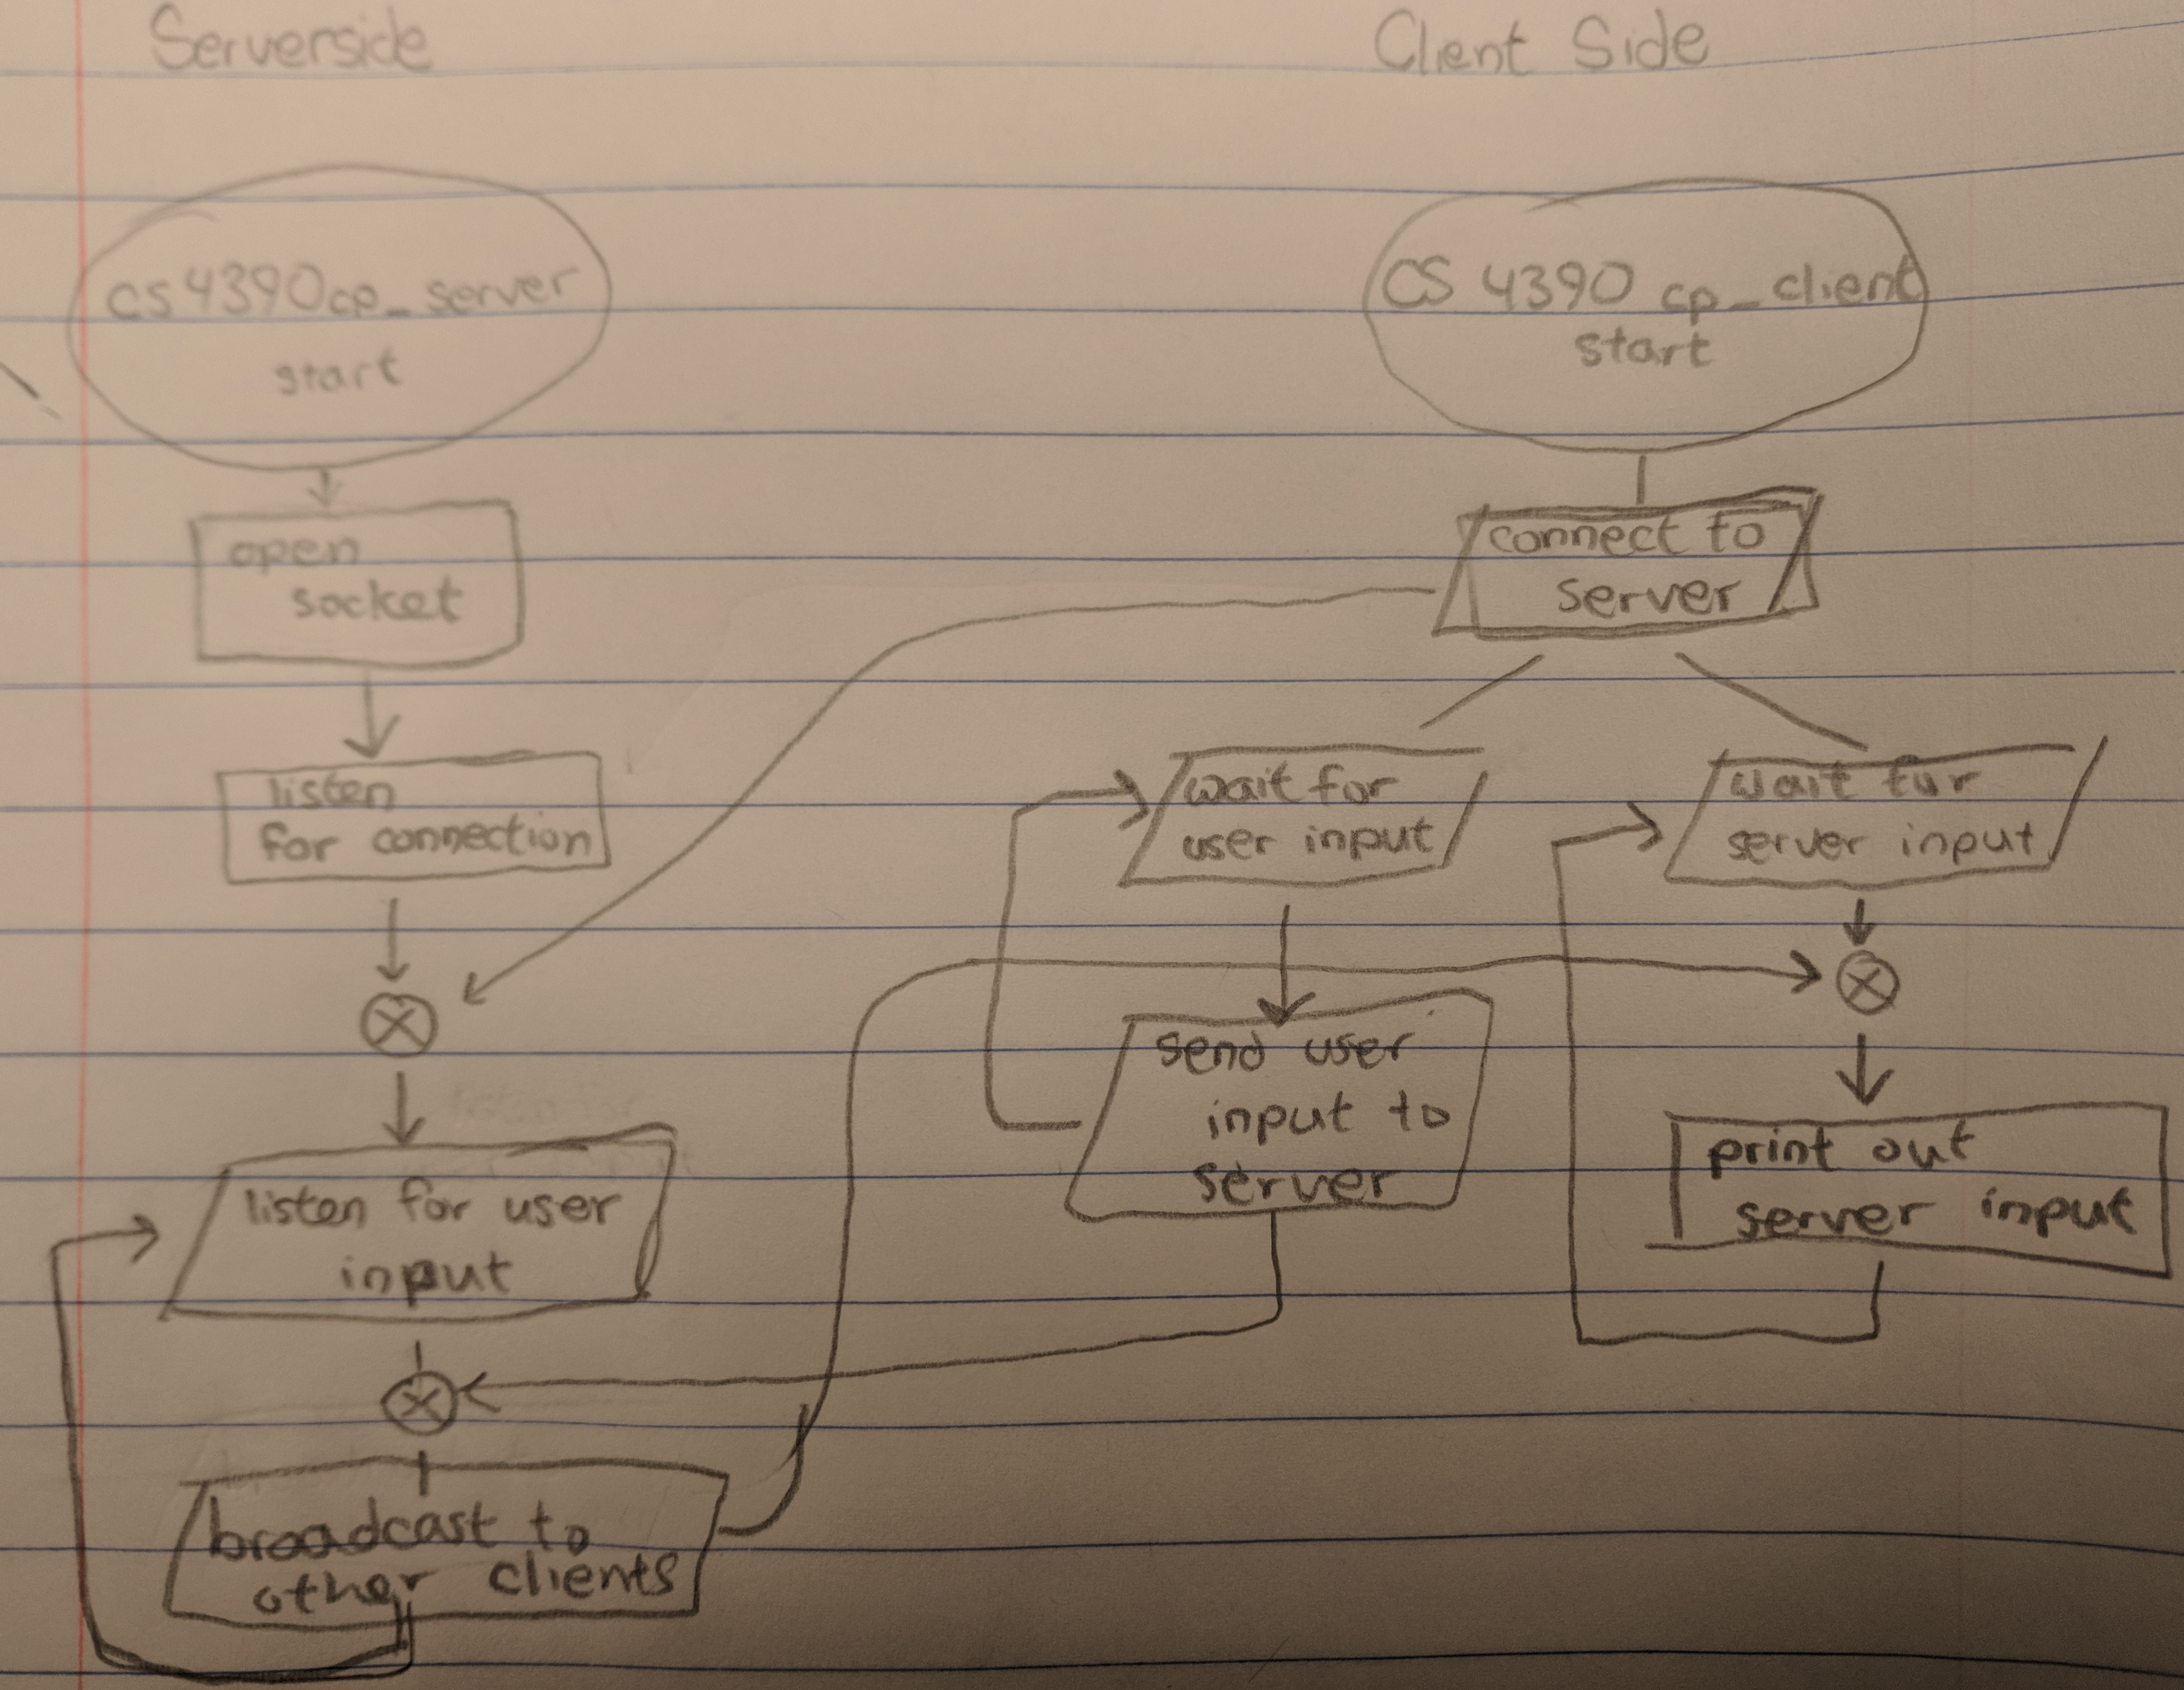 Serverside
CS4390cp_server
start
open
socket
listen
for connection
listen for user
input
broadcast to
other clients
Client Side
CS 4390 cp_client
start
connect to
server
wait for
user input
send user
input to
server
wait for
server input
print out
server input